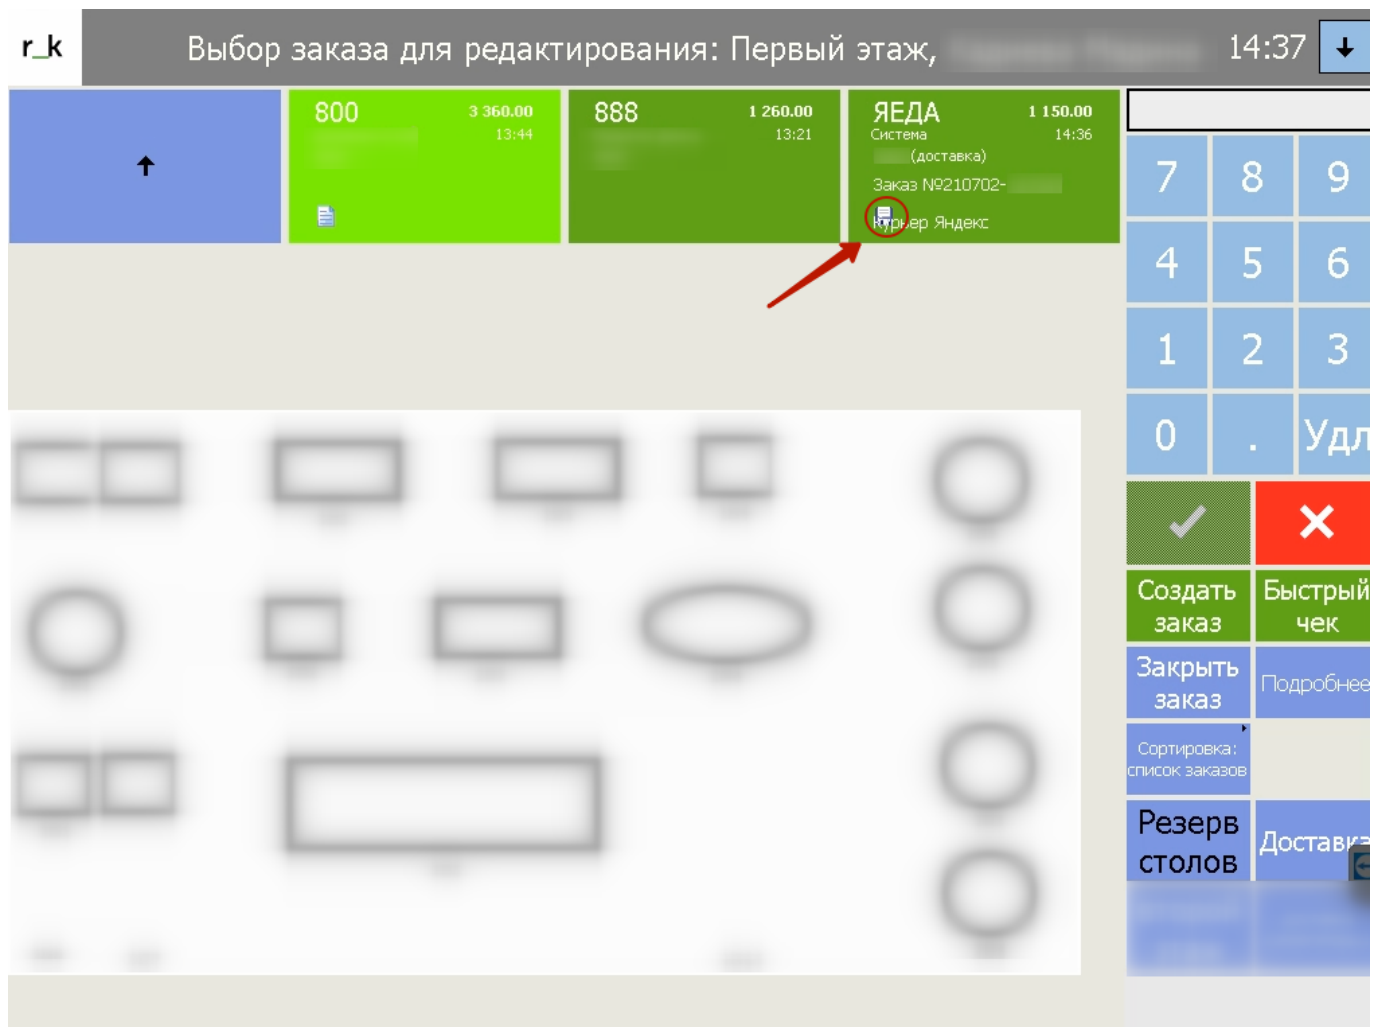 r_k
Выбор заказа для редактирования: Первый этаж,
14:37
800
3 360.00
13:44
888
1 260.00
13:21
ЯЕДА
1 150.00
Система
14:36
(доставка)
Заказ №210702-
Курьер Яндекс
7
8
9
4
5
6
1
2
3
0
.
Удл
Создать
заказ
Быстрый
чек
Закрыть
заказ
Подробнее
Сортировка:
список заказов
Резерв
столов
Доставка